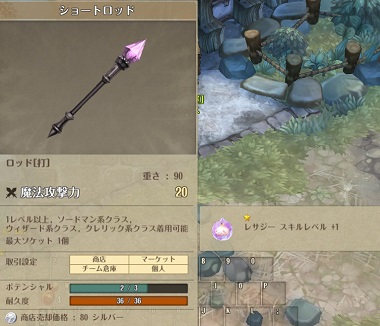 ショートロッド
ロッド[打]
重さ : 90
魔法攻撃力 20
1レベル以上, ソードマン系クラス,
ウィザード系クラス, クレリック系クラス着用可能
最大ソケット 1個
取引設定 商店 マーケット
チーム倉庫 個人
ポテンシャル 2 / 3
耐久度 36 / 36
商店売却価格 : 80 シルバー
レサジー スキルレベル +1
8 9 0
I O P
J K